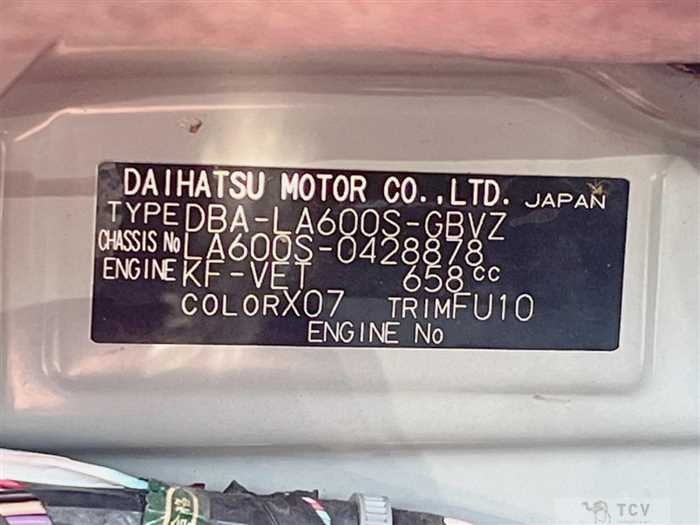 DAIHATSU MOTOR CO.,LTD. JAPAN
TYPE DBA-LA600S-GBVZ
CHASSIS No LA600S-0428878
ENGINE KF-VET 658cc
COLOR X07 TRIM FU10
ENGINE No
TCV